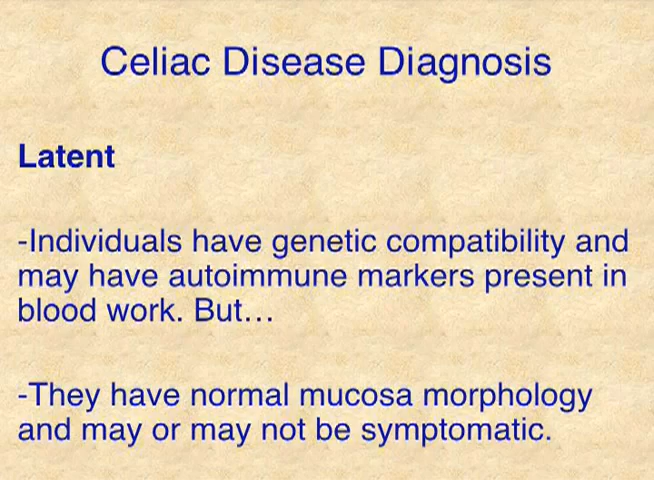 Celiac Disease Diagnosis
Latent
-Individuals have genetic compatibility and
may have autoimmune markers present in
blood work. But…
-They have normal mucosa morphology
and may or may not be symptomatic.